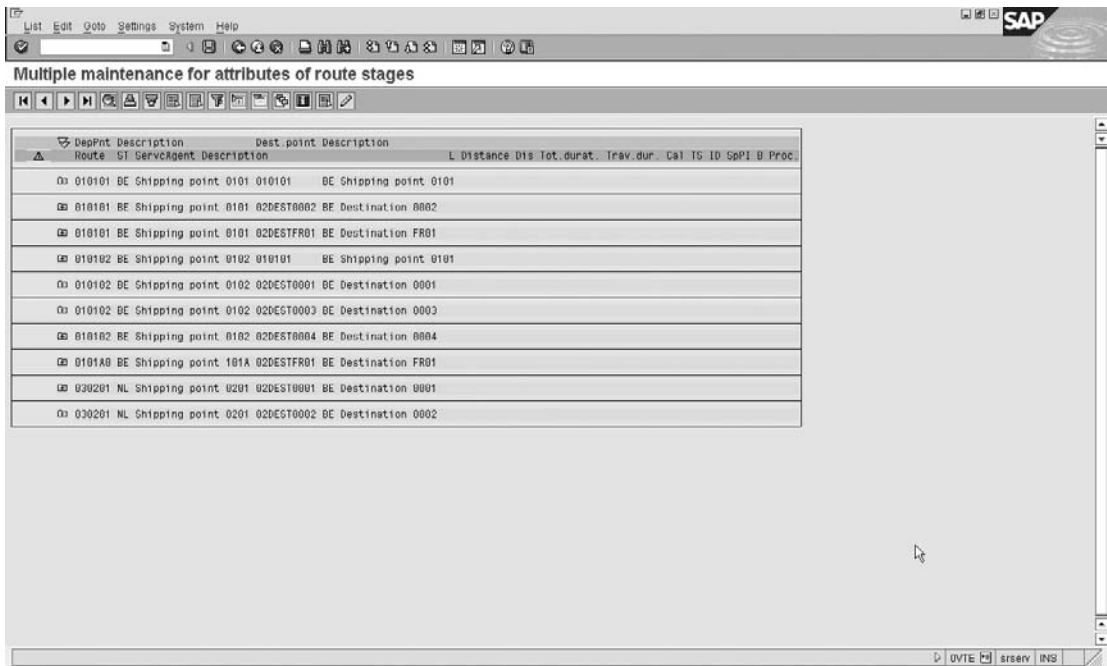 List Edit Goto Settings System Help
SAP
Multiple maintenance for attributes of route stages
DepPnt Description Dest.point Description
Route ST ServcAgent Description L Distance Dis Tot.durat. Trav.dur. Cal TS ID SpPl B Proc.
010101 BE Shipping point 0101 010101 BE Shipping point 0101
010101 BE Shipping point 0101 02DEST0002 BE Destination 0002
010101 BE Shipping point 0101 02DESTFR01 BE Destination FR01
010102 BE Shipping point 0102 010101 BE Shipping point 0101
010102 BE Shipping point 0102 02DEST0001 BE Destination 0001
010102 BE Shipping point 0102 02DEST0003 BE Destination 0003
010102 BE Shipping point 0102 02DEST0004 BE Destination 0004
0101A0 BE Shipping point 101A 02DESTFR01 BE Destination FR01
030201 NL Shipping point 0201 02DEST0001 BE Destination 0001
030201 NL Shipping point 0201 02DEST0002 BE Destination 0002
OVTE srserv INS